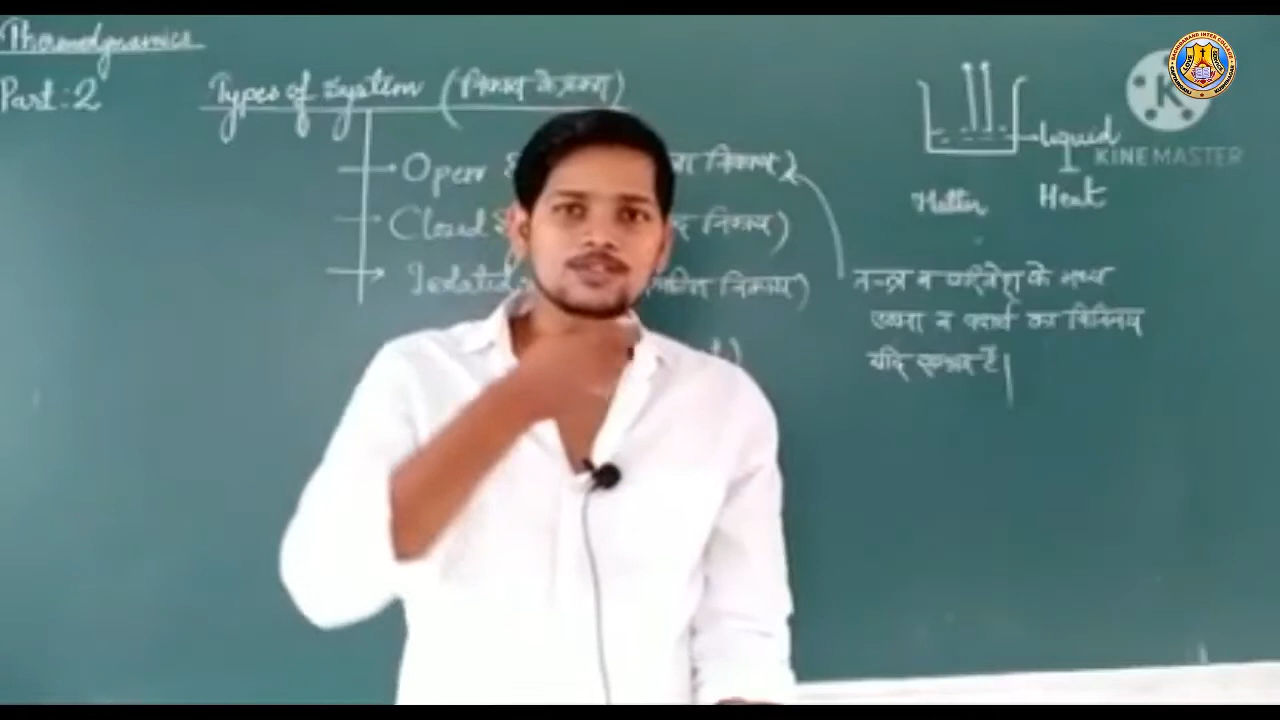 Thermodynamics
Part:2
Types of System (निकाय के प्रकार)
Open निकाय)
Closed निकाय)
Isolated निकाय)
liquid
KINEMASTER
Matter Heat
तन्त्र व परिवेश के मध्य
ऊष्मा व पदार्थ का विनिमय
यदि सम्भव है।